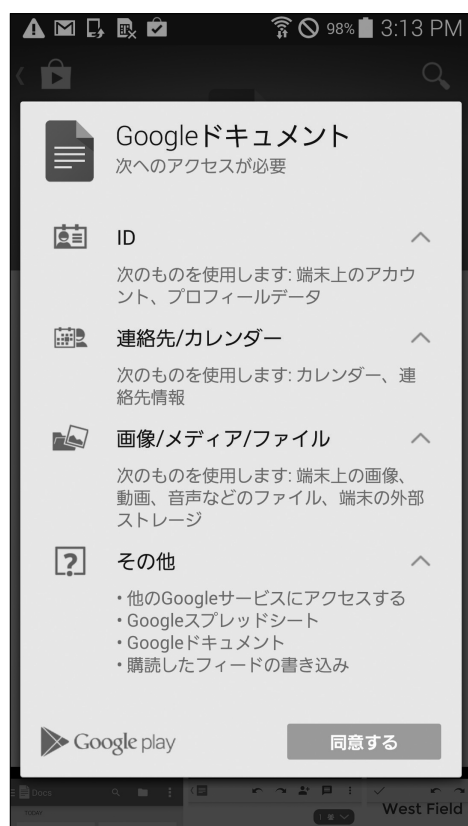 98% 3:13 PM
Googleドキュメント
次へのアクセスが必要
ID
次のものを使用します: 端末上のアカウ
ント、プロフィールデータ
連絡先/カレンダー
次のものを使用します: カレンダー、連
絡先情報
画像/メディア/ファイル
次のものを使用します: 端末上の画像、
動画、音声などのファイル、端末の外部
ストレージ
?
その他
・他のGoogleサービスにアクセスする
・Googleスプレッドシート
・Googleドキュメント
・購読したフィードの書き込み
Google play
同意する
Docs
TODAY
West Field